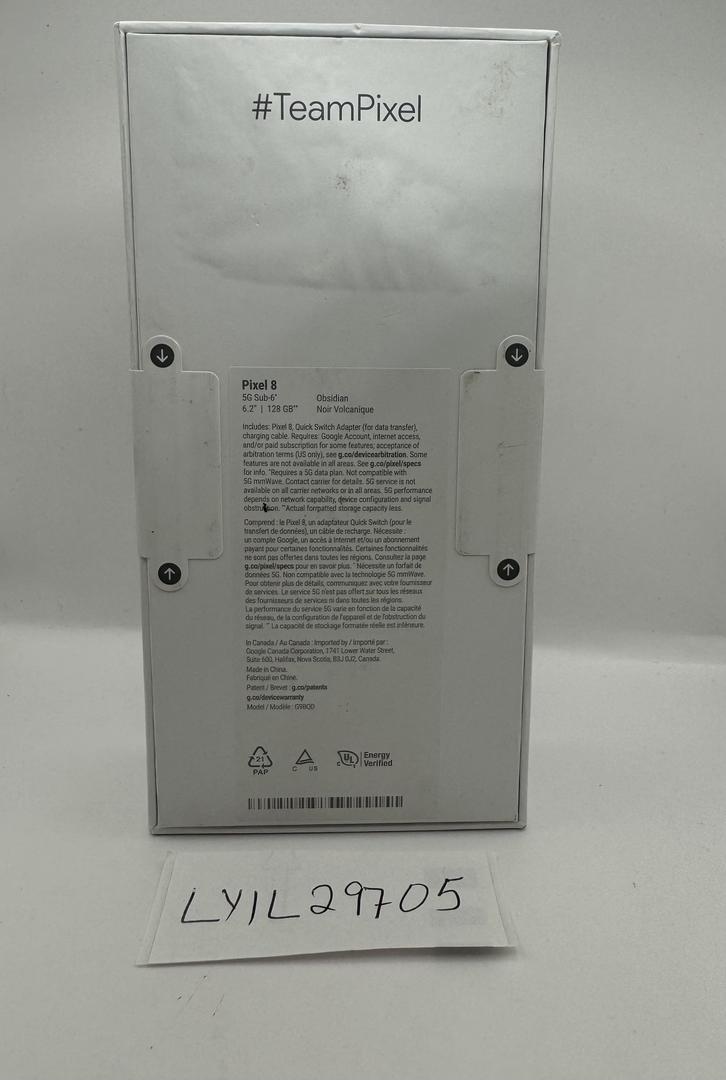 #TeamPixel
Pixel 8
5G Sub-6* Obsidian
6.2" | 128 GB** Noir Volcanique
Includes: Pixel 8, Quick Switch Adapter (for data transfer),
charging cable. Requires: Google Account, internet access,
and/or paid subscription for some features; acceptance of
arbitration terms (US only), see g.co/devicearbitration. Some
features are not available in all areas. See g.co/pixel/specs
for info. *Requires a 5G data plan. Not compatible with
5G mmWave. Contact carrier for details. 5G service is not
available on all carrier networks or in all areas. 5G performance
depends on network capability, device configuration and signal
obstruction. **Actual formatted storage capacity less.
Comprend : le Pixel 8, un adaptateur Quick Switch (pour le
transfert de données), un câble de recharge. Nécessite :
un compte Google, un accès à Internet et/ou un abonnement
payant pour certaines fonctionnalités. Certaines fonctionnalités
ne sont pas offertes dans toutes les régions. Consultez la page
g.co/pixel/specs pour en savoir plus. * Nécessite un forfait de
données 5G. Non compatible avec la technologie 5G mmWave.
Pour obtenir plus de détails, communiquez avec votre fournisseur
de services. Le service 5G n'est pas offert sur tous les réseaux
des fournisseurs de services ni dans toutes les régions.
La performance du service 5G varie en fonction de la capacité
du réseau, de la configuration de l'appareil et de l'obstruction du
signal. ** La capacité de stockage formatée réelle est inférieure.
In Canada / Au Canada : Imported by / Importé par :
Google Canada Corporation, 1741 Lower Water Street,
Suite 600, Halifax, Nova Scotia, B3J 0J2, Canada.
Made in China.
Fabriqué en Chine.
Patent / Brevet : g.co/patents
g.co/devicewarranty
Model / Modèle : G9BQD
21
PAP
C US
C UL US Energy
Verified
LYIL29705